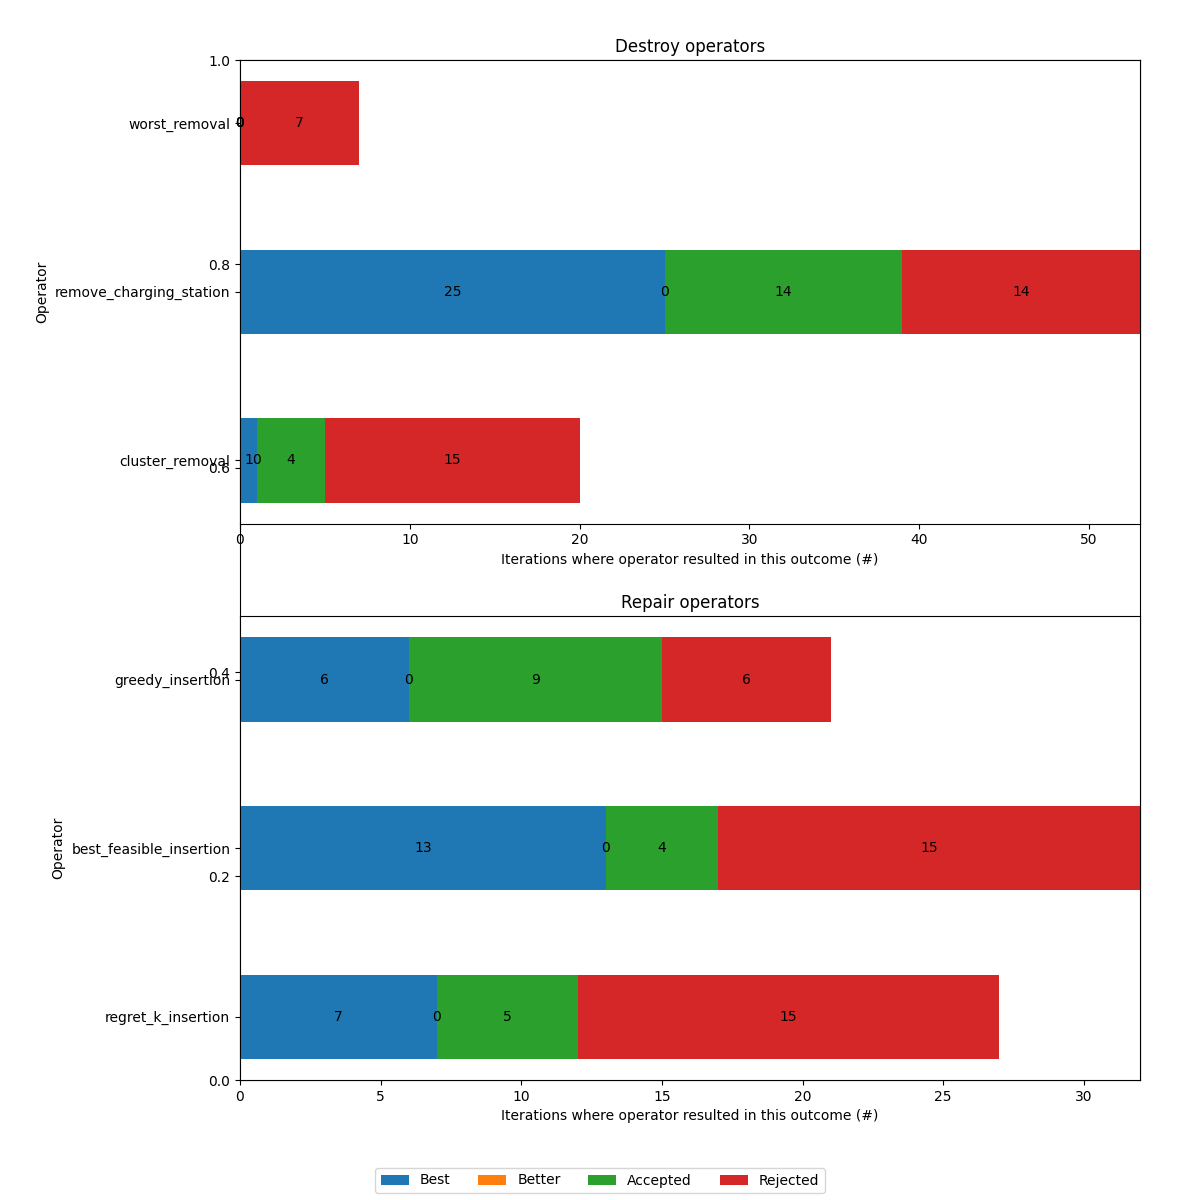 Destroy operators
1.0
worst_removal
0
7
Operator
0.8
remove_charging_station
25
0
14
14
cluster_removal
0.6
1
0
4
15
0
10
20
30
40
50
Iterations where operator resulted in this outcome (#)
Repair operators
0.4
greedy_insertion
6
0
9
6
Operator
best_feasible_insertion
13
0
4
15
0.2
regret_k_insertion
7
0
5
15
0.0
0
5
10
15
20
25
30
Iterations where operator resulted in this outcome (#)
Best
Better
Accepted
Rejected